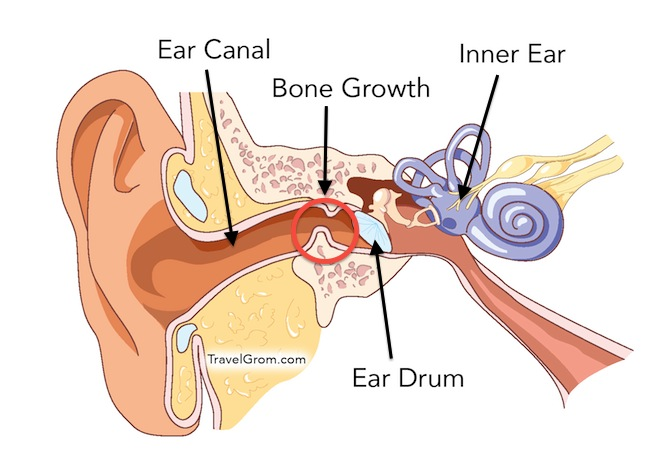 Ear Canal
Inner Ear
Bone Growth
TravelGrom.com
Ear Drum